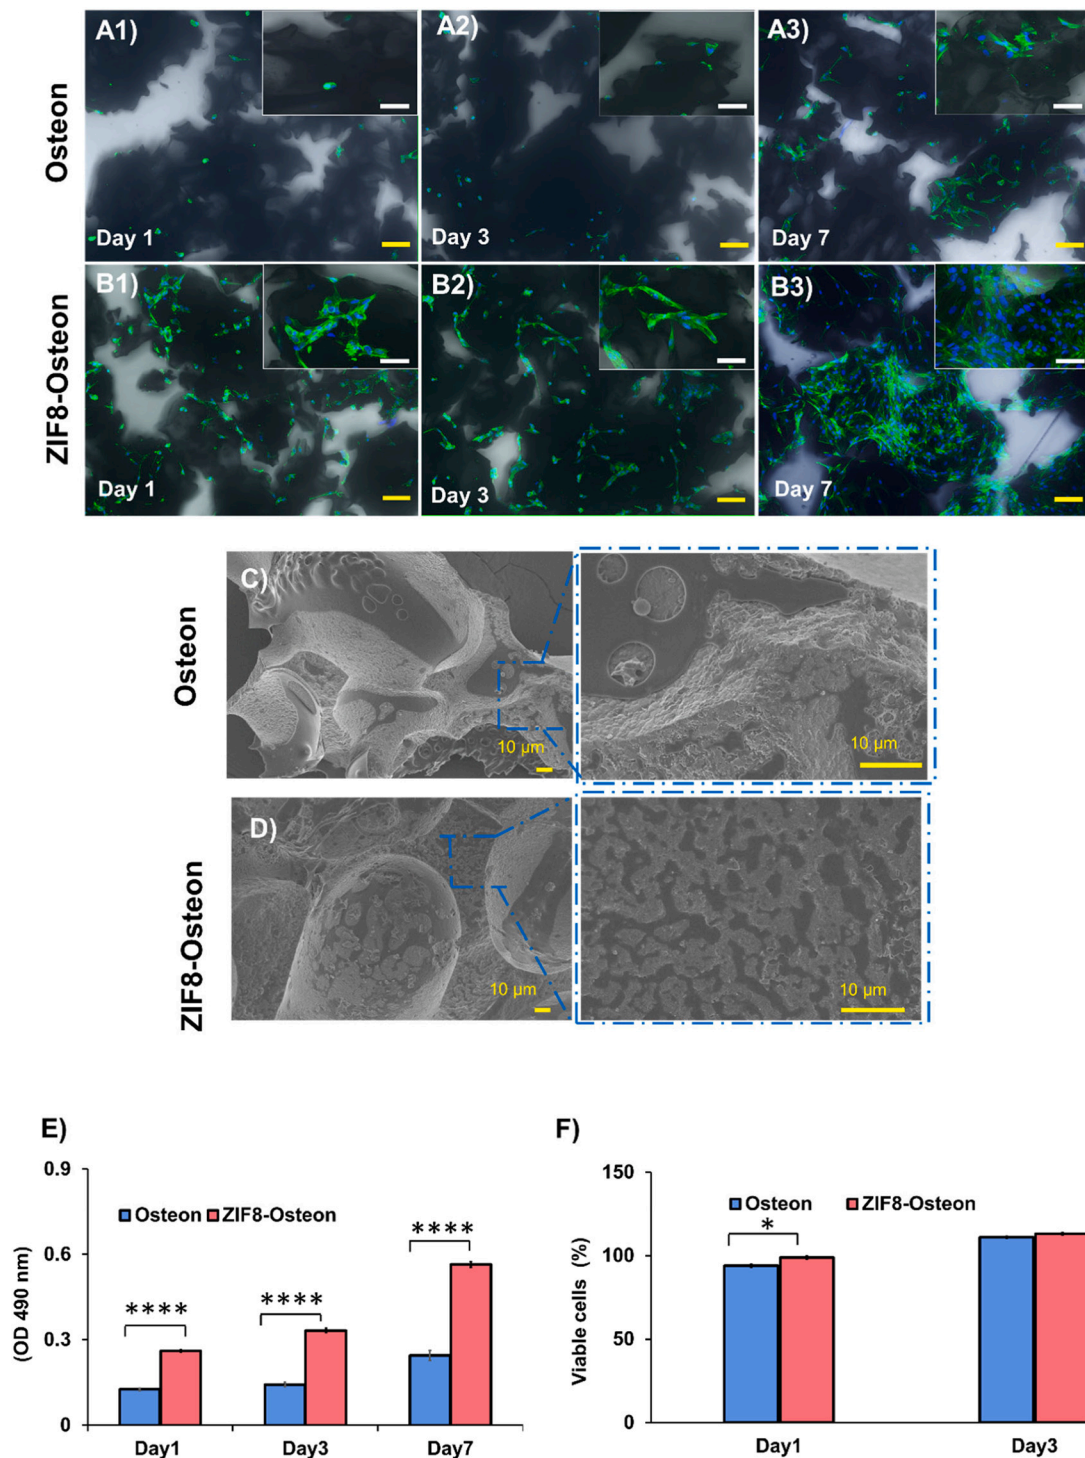 Osteon
A1)
Day 1
A2)
Day 3
A3)
Day 7
ZIF8-Osteon
B1)
Day 1
B2)
Day 3
B3)
Day 7
Osteon
C)
10 µm
10 µm
ZIF8-Osteon
D)
10 µm
10 µm
E)
(OD 490 nm)
0.9
0.6
0.3
0
Osteon ZIF8-Osteon
****
****
****
Day1 Day3 Day7
F)
Viable cells (%)
150
100
50
0
Osteon ZIF8-Osteon
*
Day1 Day3